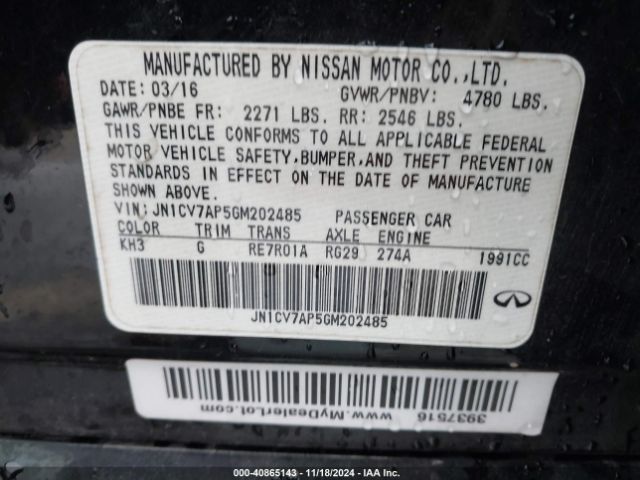 MANUFACTURED BY NISSAN MOTOR CO.,LTD.
DATE: 03/16 GVWR/PNBV: 4780 LBS.
GAWR/PNBE FR: 2271 LBS. RR: 2546 LBS.
THIS VEHICLE CONFORMS TO ALL APPLICABLE FEDERAL
MOTOR VEHICLE SAFETY,BUMPER,AND THEFT PREVENTION
STANDARDS IN EFFECT ON THE DATE OF MANUFACTURE
SHOWN ABOVE.
VIN:JN1CV7AP5GM202485 PASSENGER CAR
COLOR TRIM TRANS AXLE ENGINE
KH3 G RE7R01A RG29 274A 1991CC
JN1CV7AP5GM202485
www.MyDealerLot.com 3937516
000-40865143 - 11/18/2024 - IAA Inc.